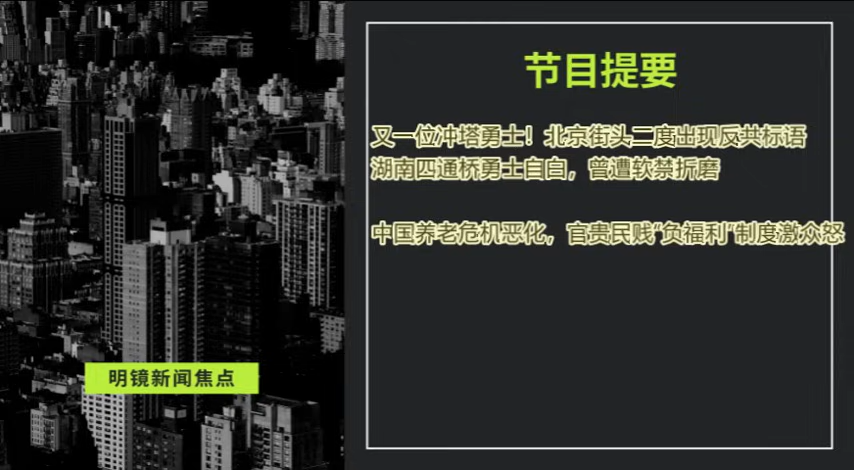 节目提要
又一位冲塔勇士！北京街头二度出现反共标语
湖南四通桥勇士自白，曾遭软禁折磨
中国养老危机恶化，官贵民贱“负福利”制度激众怒
明镜新闻焦点